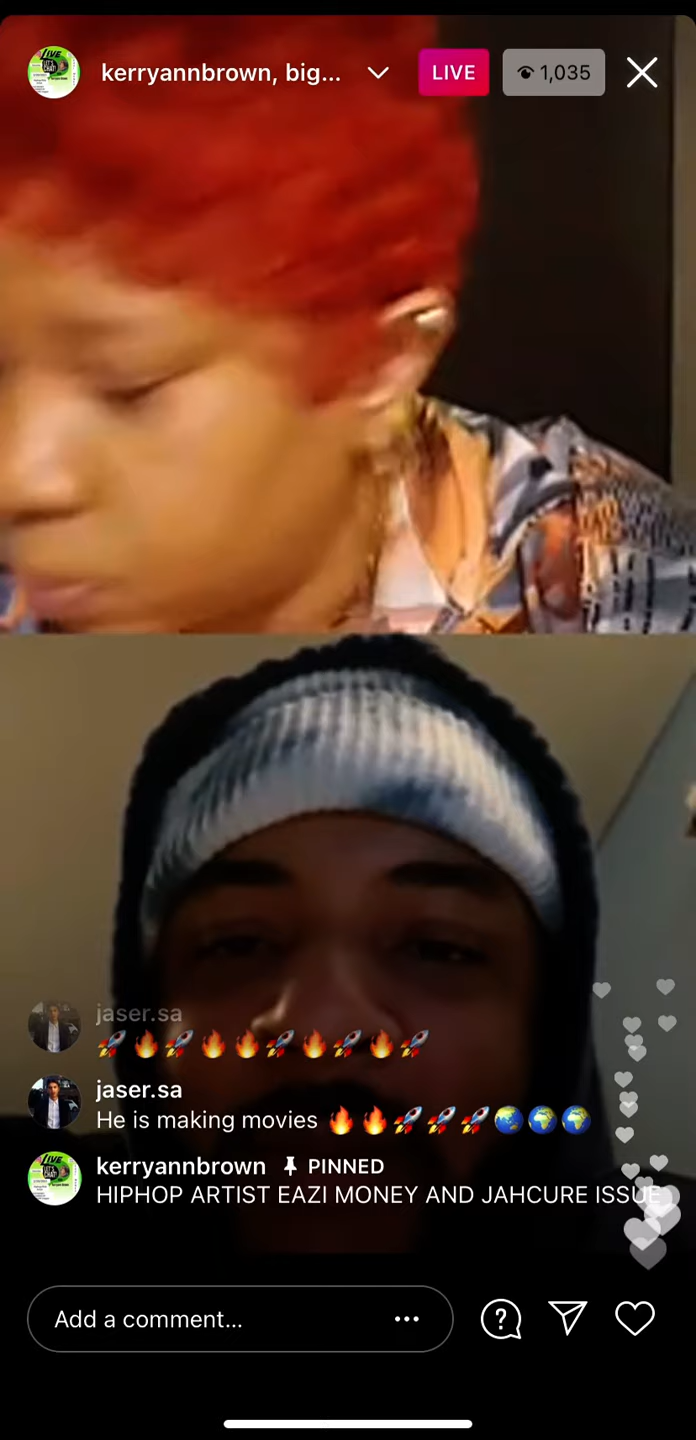 kerryannbrown, big...
LIVE
1,035
jaser.sa
🚀🔥🚀🔥🔥🚀🔥🚀🔥🚀
jaser.sa
He is making movies 🔥🔥🚀🚀🚀🌏🌍🌍
kerryannbrown PINNED
HIPHOP ARTIST EAZI MONEY AND JAHCURE ISSUE
Add a comment...